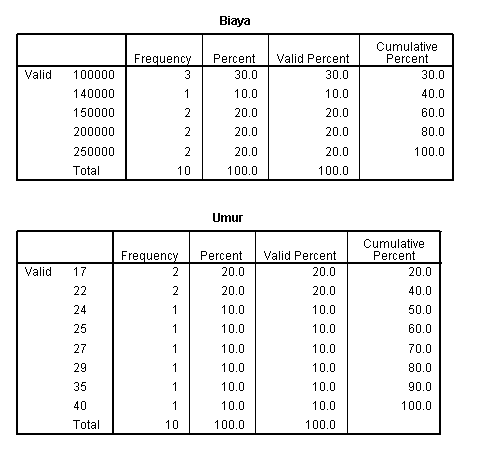 Biaya
Cumulative
Frequency Percent Valid Percent Percent
Valid 100000 3 30.0 30.0 30.0
140000 1 10.0 10.0 40.0
150000 2 20.0 20.0 60.0
200000 2 20.0 20.0 80.0
250000 2 20.0 20.0 100.0
Total 10 100.0 100.0
Umur
Cumulative
Frequency Percent Valid Percent Percent
Valid 17 2 20.0 20.0 20.0
22 2 20.0 20.0 40.0
24 1 10.0 10.0 50.0
25 1 10.0 10.0 60.0
27 1 10.0 10.0 70.0
29 1 10.0 10.0 80.0
35 1 10.0 10.0 90.0
40 1 10.0 10.0 100.0
Total 10 100.0 100.0